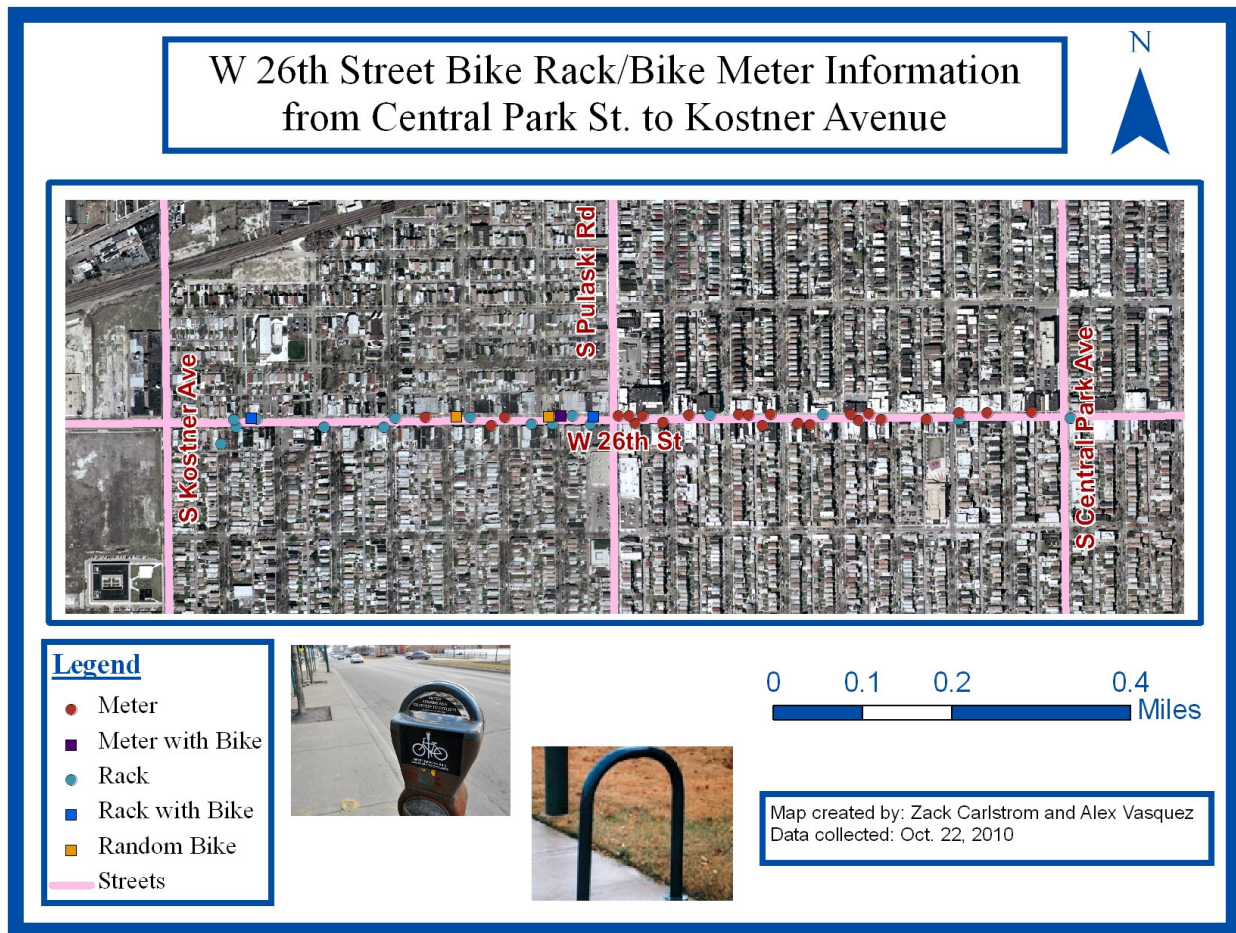 W 26th Street Bike Rack/Bike Meter Information
from Central Park St. to Kostner Avenue
N
S Pulaski Rd
S Kostner Ave
S Central Park Ave
W 26th St
Legend
Meter
Meter with Bike
Rack
Rack with Bike
Random Bike
Streets
0 0.1 0.2 0.4
Miles
Map created by: Zack Carlstrom and Alex Vasquez
Data collected: Oct. 22, 2010